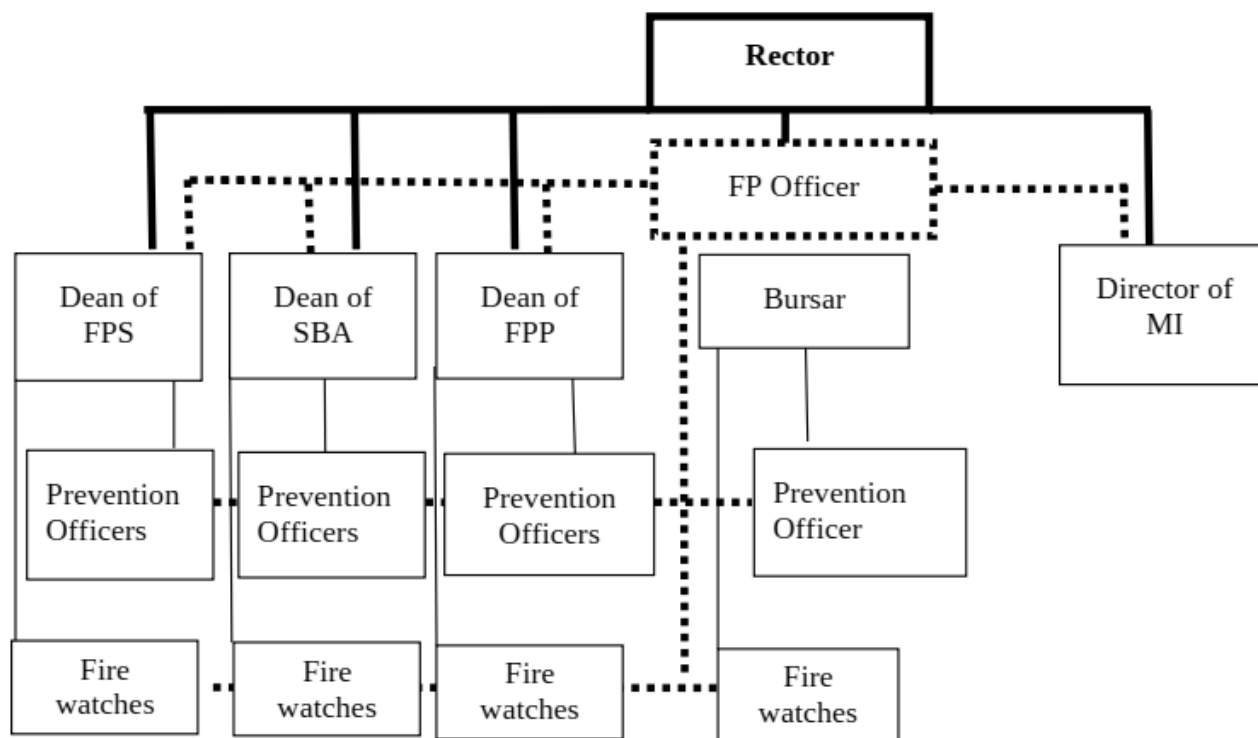 Rector
FP Officer
Dean of
FPS
Dean of
SBA
Dean of
FPP
Bursar
Director of
MI
Prevention
Officers
Prevention
Officers
Prevention
Officers
Prevention
Officer
Fire
watches
Fire
watches
Fire
watches
Fire
watches